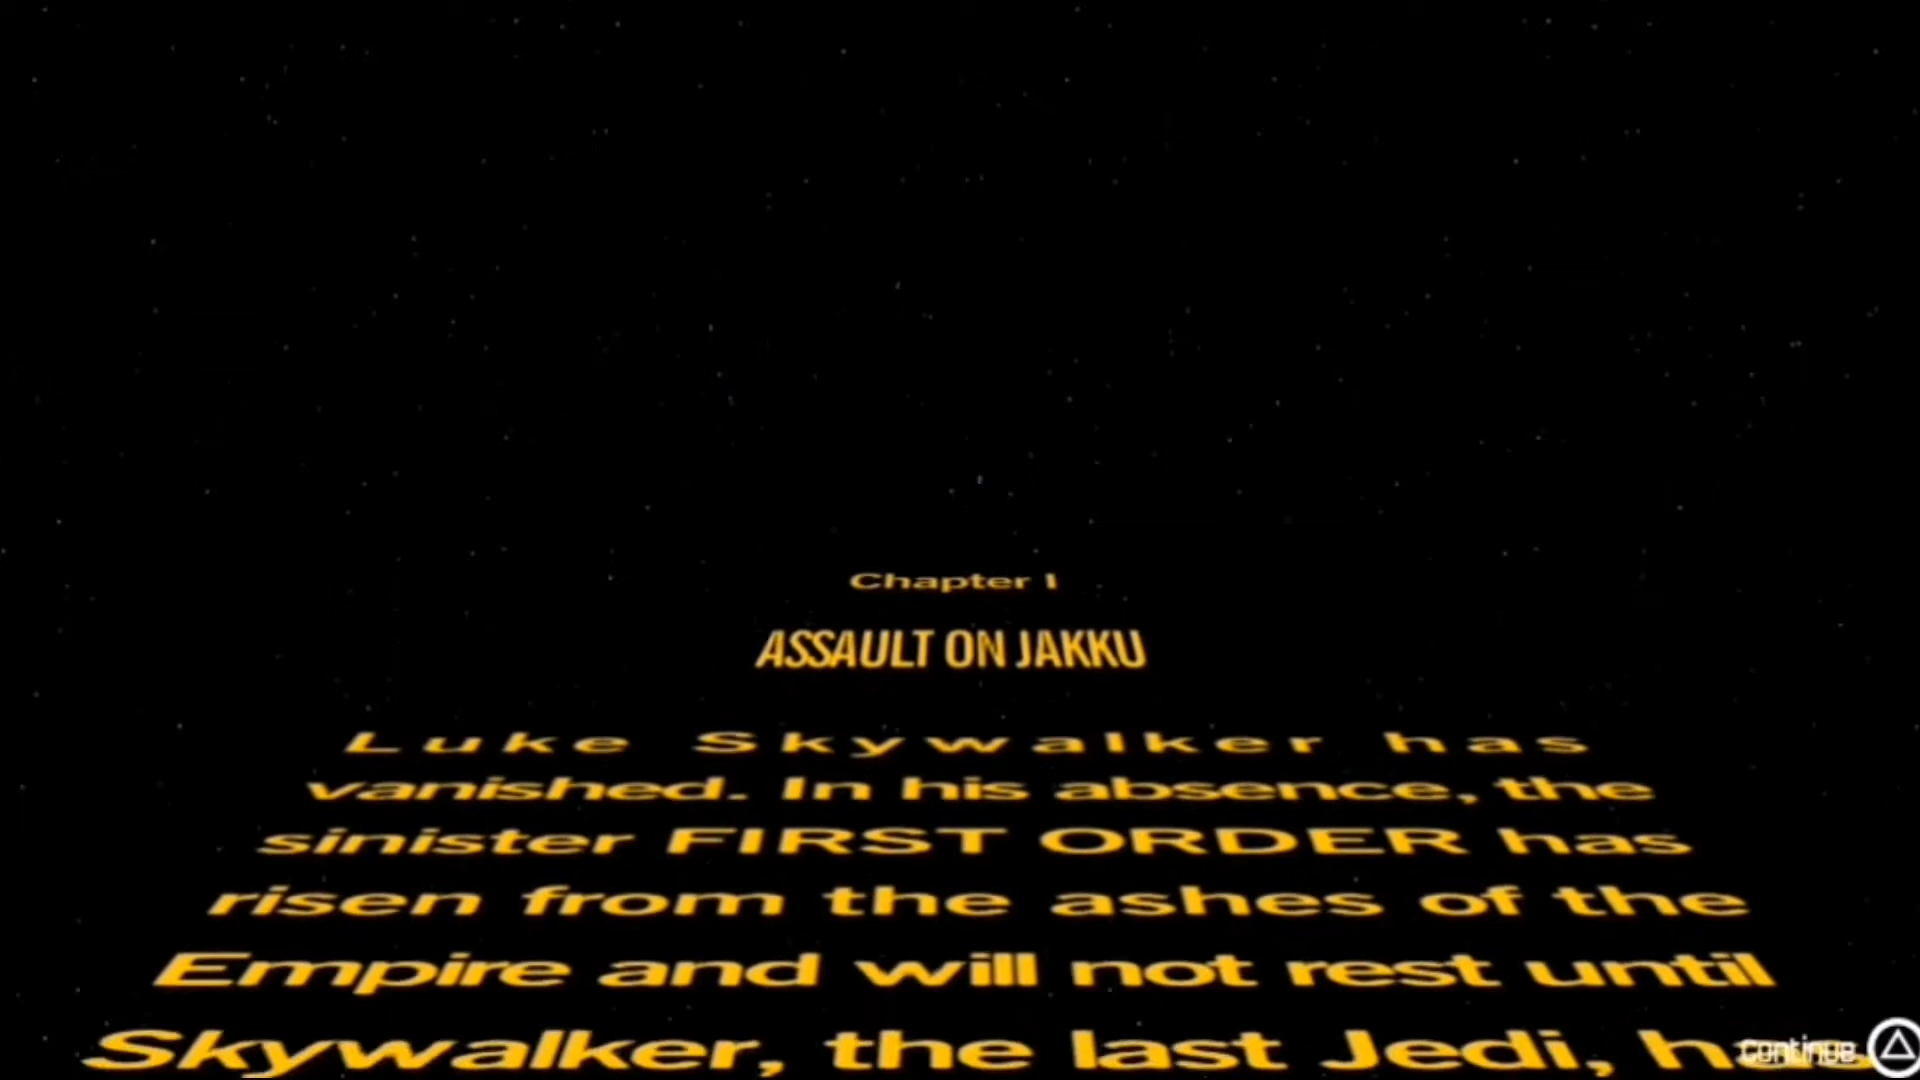 Chapter I
ASSAULT ON JAKKU
Luke Skywalker has
vanished. In his absence, the
sinister FIRST ORDER has
risen from the ashes of the
Empire and will not rest until
Skywalker, the last Jedi, has
Continue